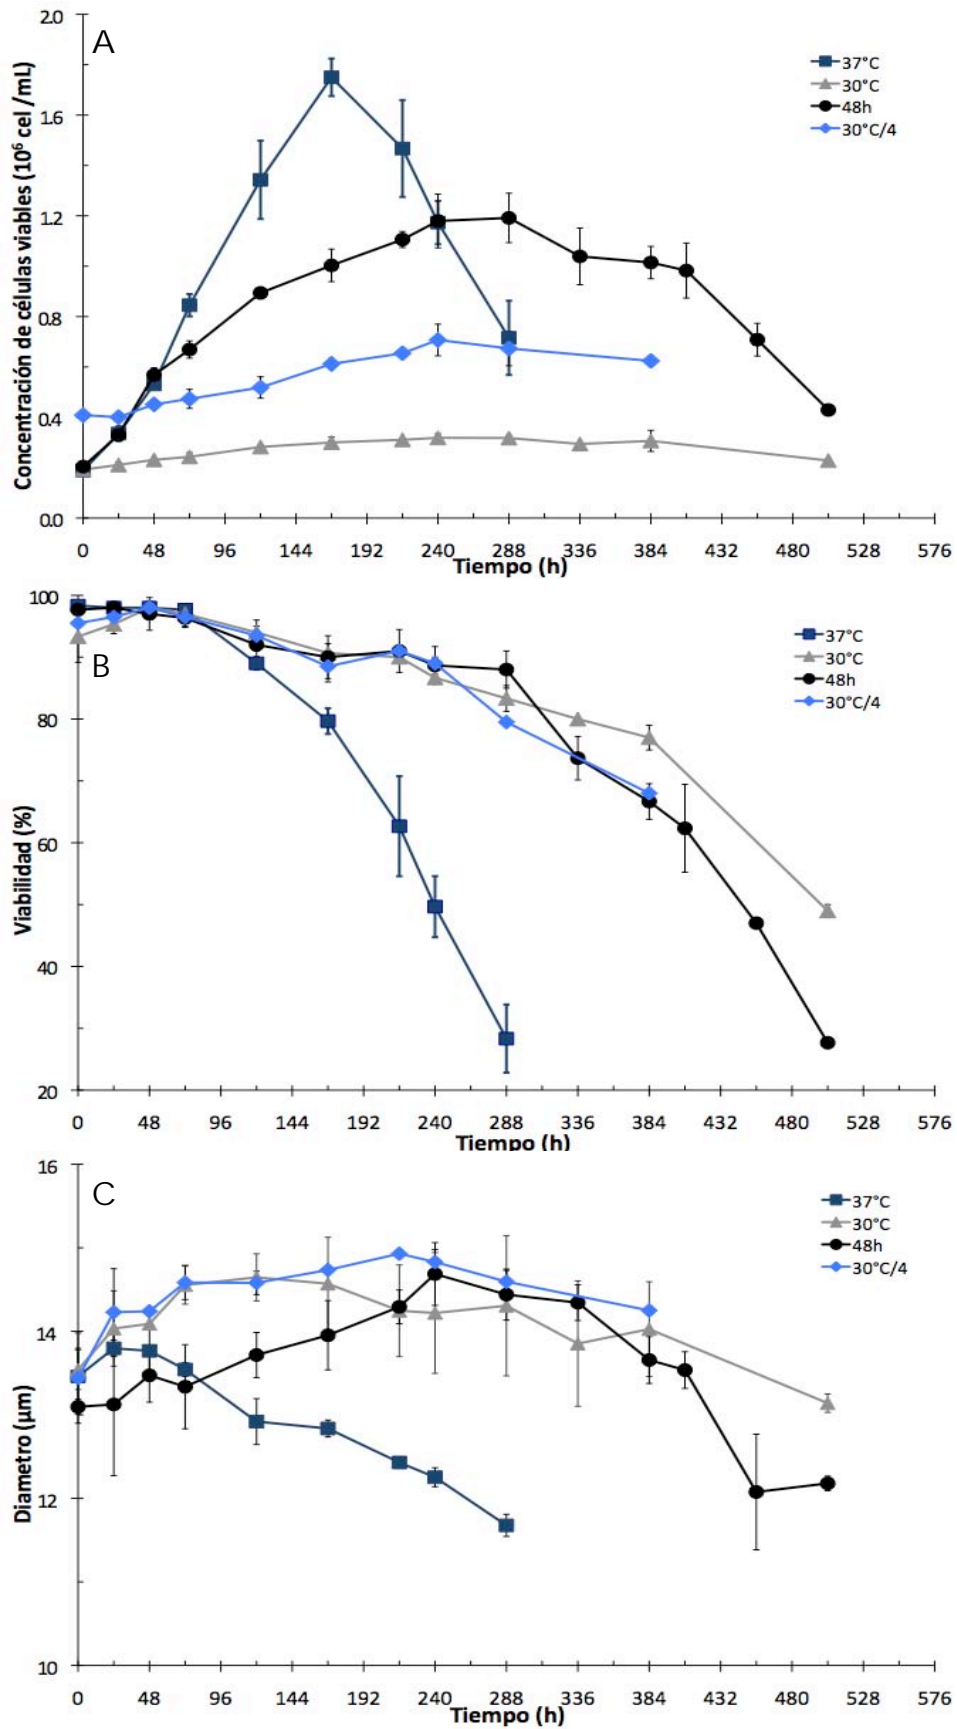 A
Concentración de células viables (10⁶ cel /mL)
2.0
1.6
1.2
0.8
0.4
0.0
37°C
30°C
48h
30°C/4
0 48 96 144 192 240 288 336 384 432 480 528 576
Tiempo (h)
B
Viabilidad (%)
100
80
60
40
20
37°C
30°C
48h
30°C/4
0 48 96 144 192 240 288 336 384 432 480 528 576
Tiempo (h)
C
Diametro (µm)
16
14
12
10
37°C
30°C
48h
30°C/4
0 48 96 144 192 240 288 336 384 432 480 528 576
Tiempo (h)